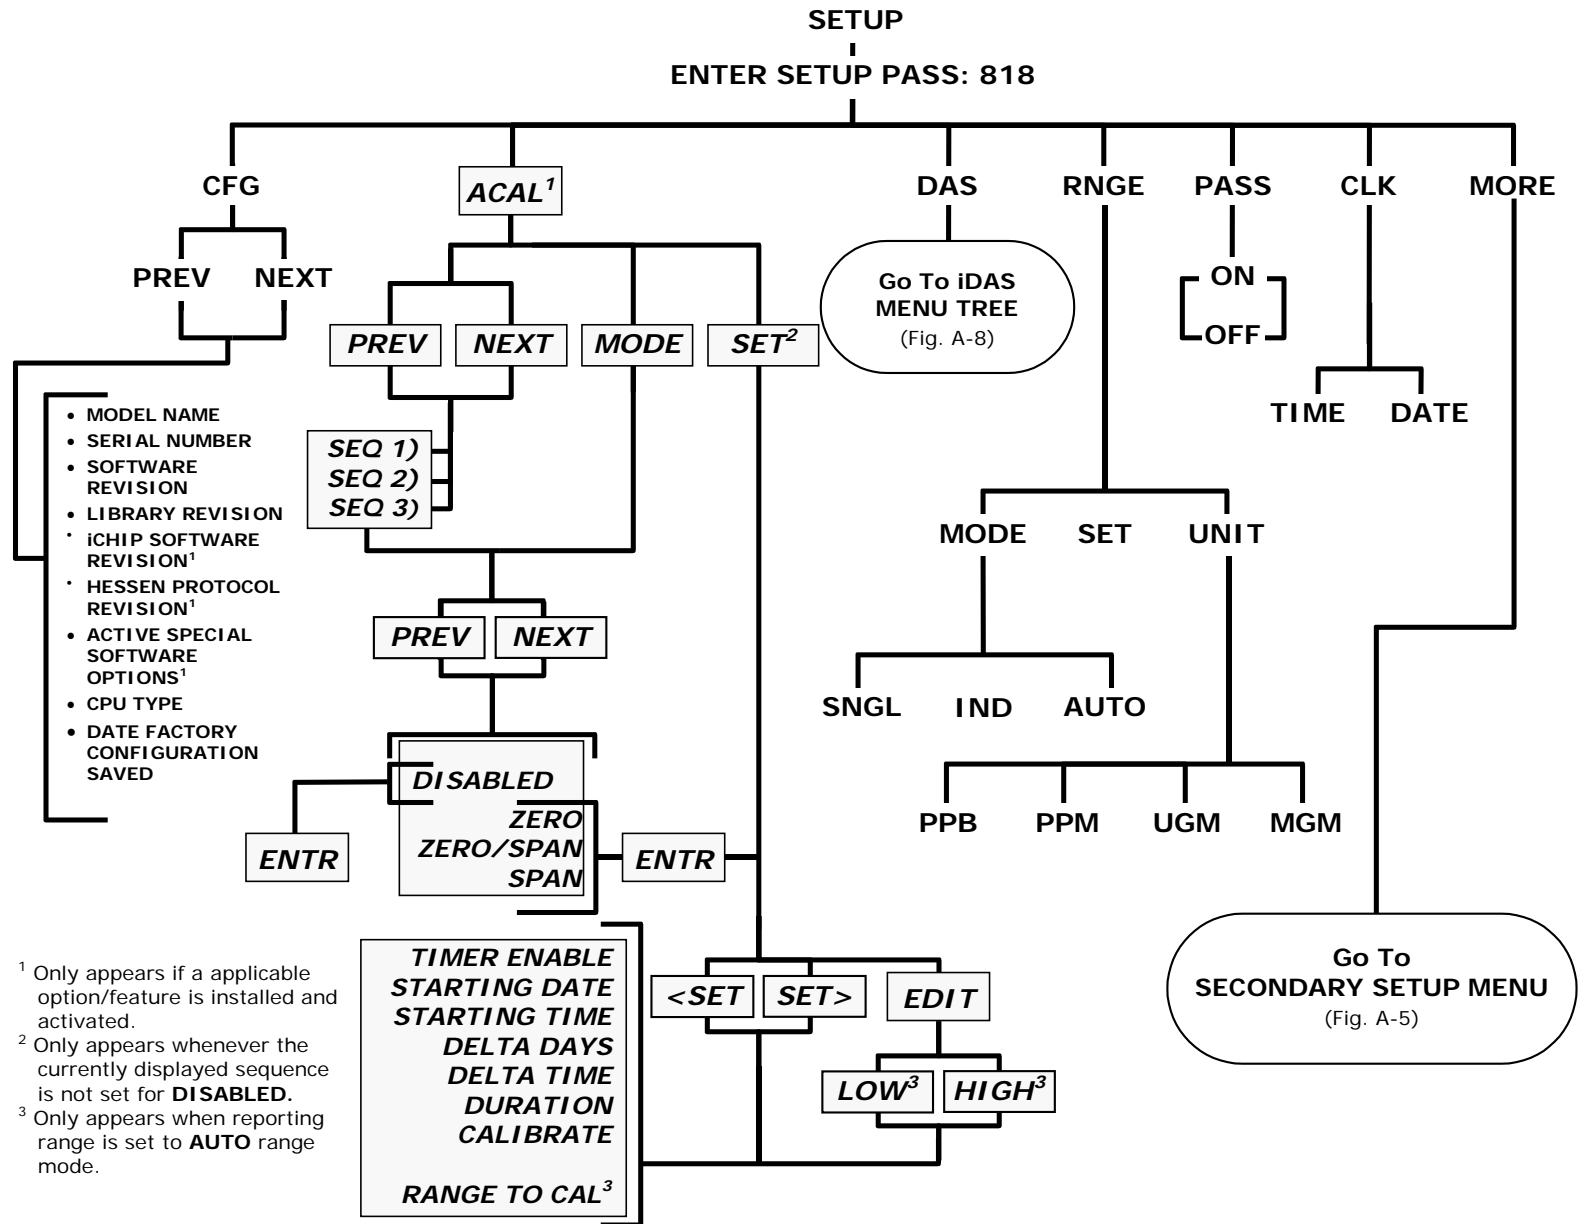 SETUP
ENTER SETUP PASS: 818
CFG
ACAL¹
DAS
RNGE
PASS
CLK
MORE
PREV NEXT
• MODEL NAME
• SERIAL NUMBER
• SOFTWARE
REVISION
• LIBRARY REVISION
• iCHIP SOFTWARE
REVISION¹
• HESSEN PROTOCOL
REVISION¹
• ACTIVE SPECIAL
SOFTWARE
OPTIONS¹
• CPU TYPE
• DATE FACTORY
CONFIGURATION
SAVED
PREV NEXT MODE SET²
SEQ 1)
SEQ 2)
SEQ 3)
PREV NEXT
DISABLED
ZERO
ZERO/SPAN
SPAN
ENTR
ENTR
TIMER ENABLE
STARTING DATE
STARTING TIME
DELTA DAYS
DELTA TIME
DURATION
CALIBRATE
RANGE TO CAL³
<SET SET> EDIT
LOW³ HIGH³
Go To iDAS
MENU TREE
(Fig. A-8)
ON
OFF
TIME DATE
MODE SET UNIT
SNGL IND AUTO
PPB PPM UGM MGM
Go To
SECONDARY SETUP MENU
(Fig. A-5)
¹ Only appears if a applicable
option/feature is installed and
activated.
² Only appears whenever the
currently displayed sequence
is not set for DISABLED.
³ Only appears when reporting
range is set to AUTO range
mode.